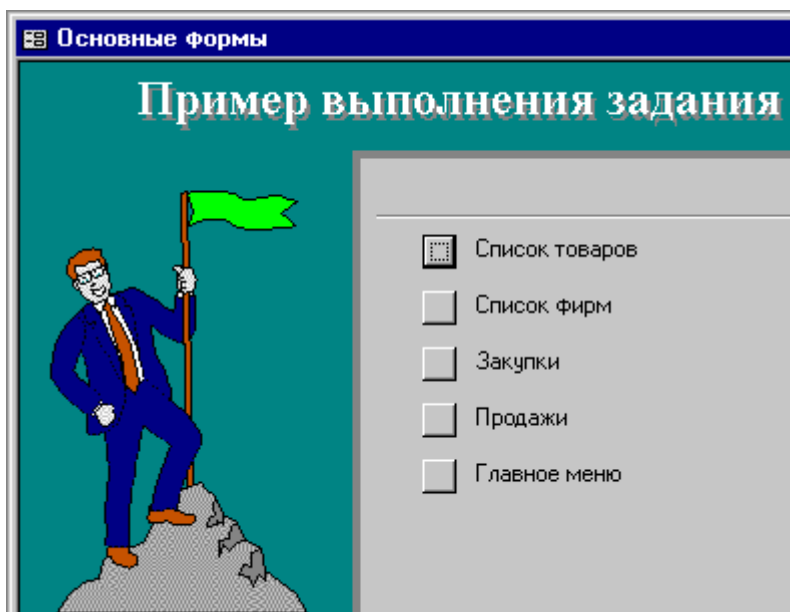 Основные формы
Пример выполнения задания
Список товаров
Список фирм
Закупки
Продажи
Главное меню